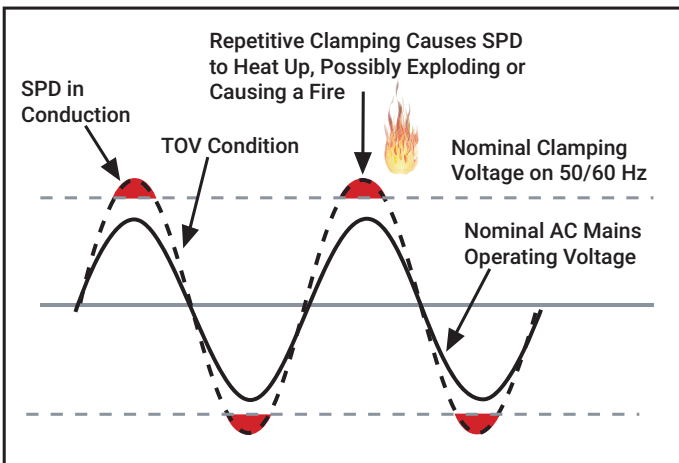 Repetitive Clamping Causes SPD
to Heat Up, Possibly Exploding or
Causing a Fire
SPD in
Conduction
TOV Condition
Nominal Clamping
Voltage on 50/60 Hz
Nominal AC Mains
Operating Voltage